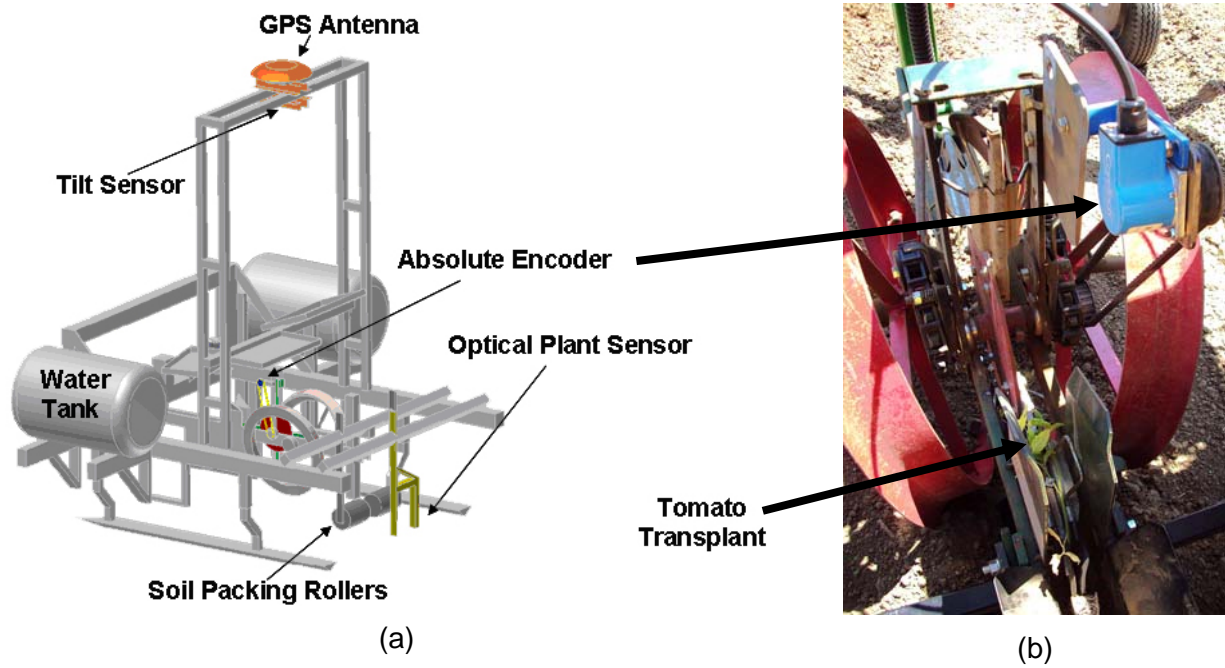 GPS Antenna
Tilt Sensor
Absolute Encoder
Optical Plant Sensor
Water
Tank
Tomato
Transplant
Soil Packing Rollers
(a)
(b)